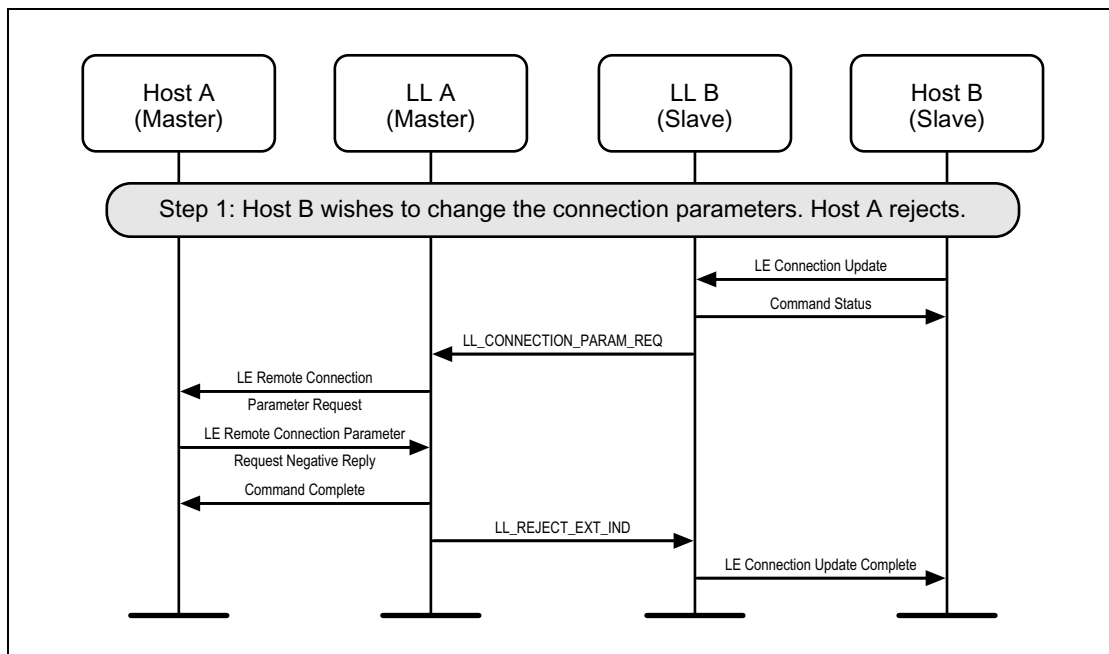 Host A
(Master)
LL A
(Master)
LL B
(Slave)
Host B
(Slave)
Step 1: Host B wishes to change the connection parameters. Host A rejects.
LE Connection Update
Command Status
LL_CONNECTION_PARAM_REQ
LE Remote Connection
Parameter Request
LE Remote Connection Parameter
Request Negative Reply
Command Complete
LL_REJECT_EXT_IND
LE Connection Update Complete